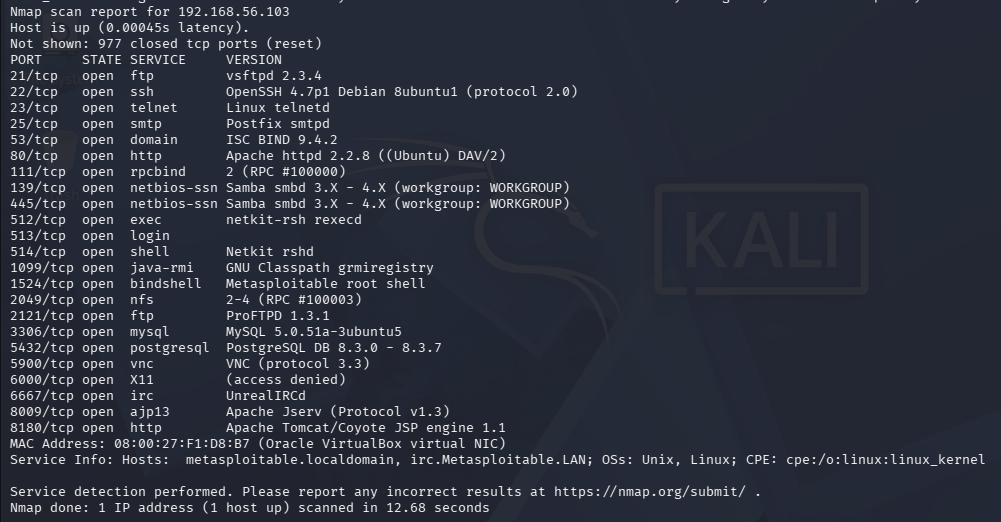 Nmap scan report for 192.168.56.103
Host is up (0.00045s latency).
Not shown: 977 closed tcp ports (reset)
PORT     STATE SERVICE     VERSION
21/tcp   open  ftp         vsftpd 2.3.4
22/tcp   open  ssh         OpenSSH 4.7p1 Debian 8ubuntu1 (protocol 2.0)
23/tcp   open  telnet      Linux telnetd
25/tcp   open  smtp        Postfix smtpd
53/tcp   open  domain      ISC BIND 9.4.2
80/tcp   open  http        Apache httpd 2.2.8 ((Ubuntu) DAV/2)
111/tcp  open  rpcbind     2 (RPC #100000)
139/tcp  open  netbios-ssn Samba smbd 3.X - 4.X (workgroup: WORKGROUP)
445/tcp  open  netbios-ssn Samba smbd 3.X - 4.X (workgroup: WORKGROUP)
512/tcp  open  exec        netkit-rsh rexecd
513/tcp  open  login
514/tcp  open  shell       Netkit rshd
1099/tcp open  java-rmi    GNU Classpath grmiregistry
1524/tcp open  bindshell   Metasploitable root shell
2049/tcp open  nfs         2-4 (RPC #100003)
2121/tcp open  ftp         ProFTPD 1.3.1
3306/tcp open  mysql       MySQL 5.0.51a-3ubuntu5
5432/tcp open  postgresql  PostgreSQL DB 8.3.0 - 8.3.7
5900/tcp open  vnc         VNC (protocol 3.3)
6000/tcp open  X11         (access denied)
6667/tcp open  irc         UnrealIRCd
8009/tcp open  ajp13       Apache Jserv (Protocol v1.3)
8180/tcp open  http        Apache Tomcat/Coyote JSP engine 1.1
MAC Address: 08:00:27:F1:D8:B7 (Oracle VirtualBox virtual NIC)
Service Info: Hosts:  metasploitable.localdomain, irc.Metasploitable.LAN; OSs: Unix, Linux; CPE: cpe:/o:linux:linux_kernel

Service detection performed. Please report any incorrect results at https://nmap.org/submit/ .
Nmap done: 1 IP address (1 host up) scanned in 12.68 seconds
KALI